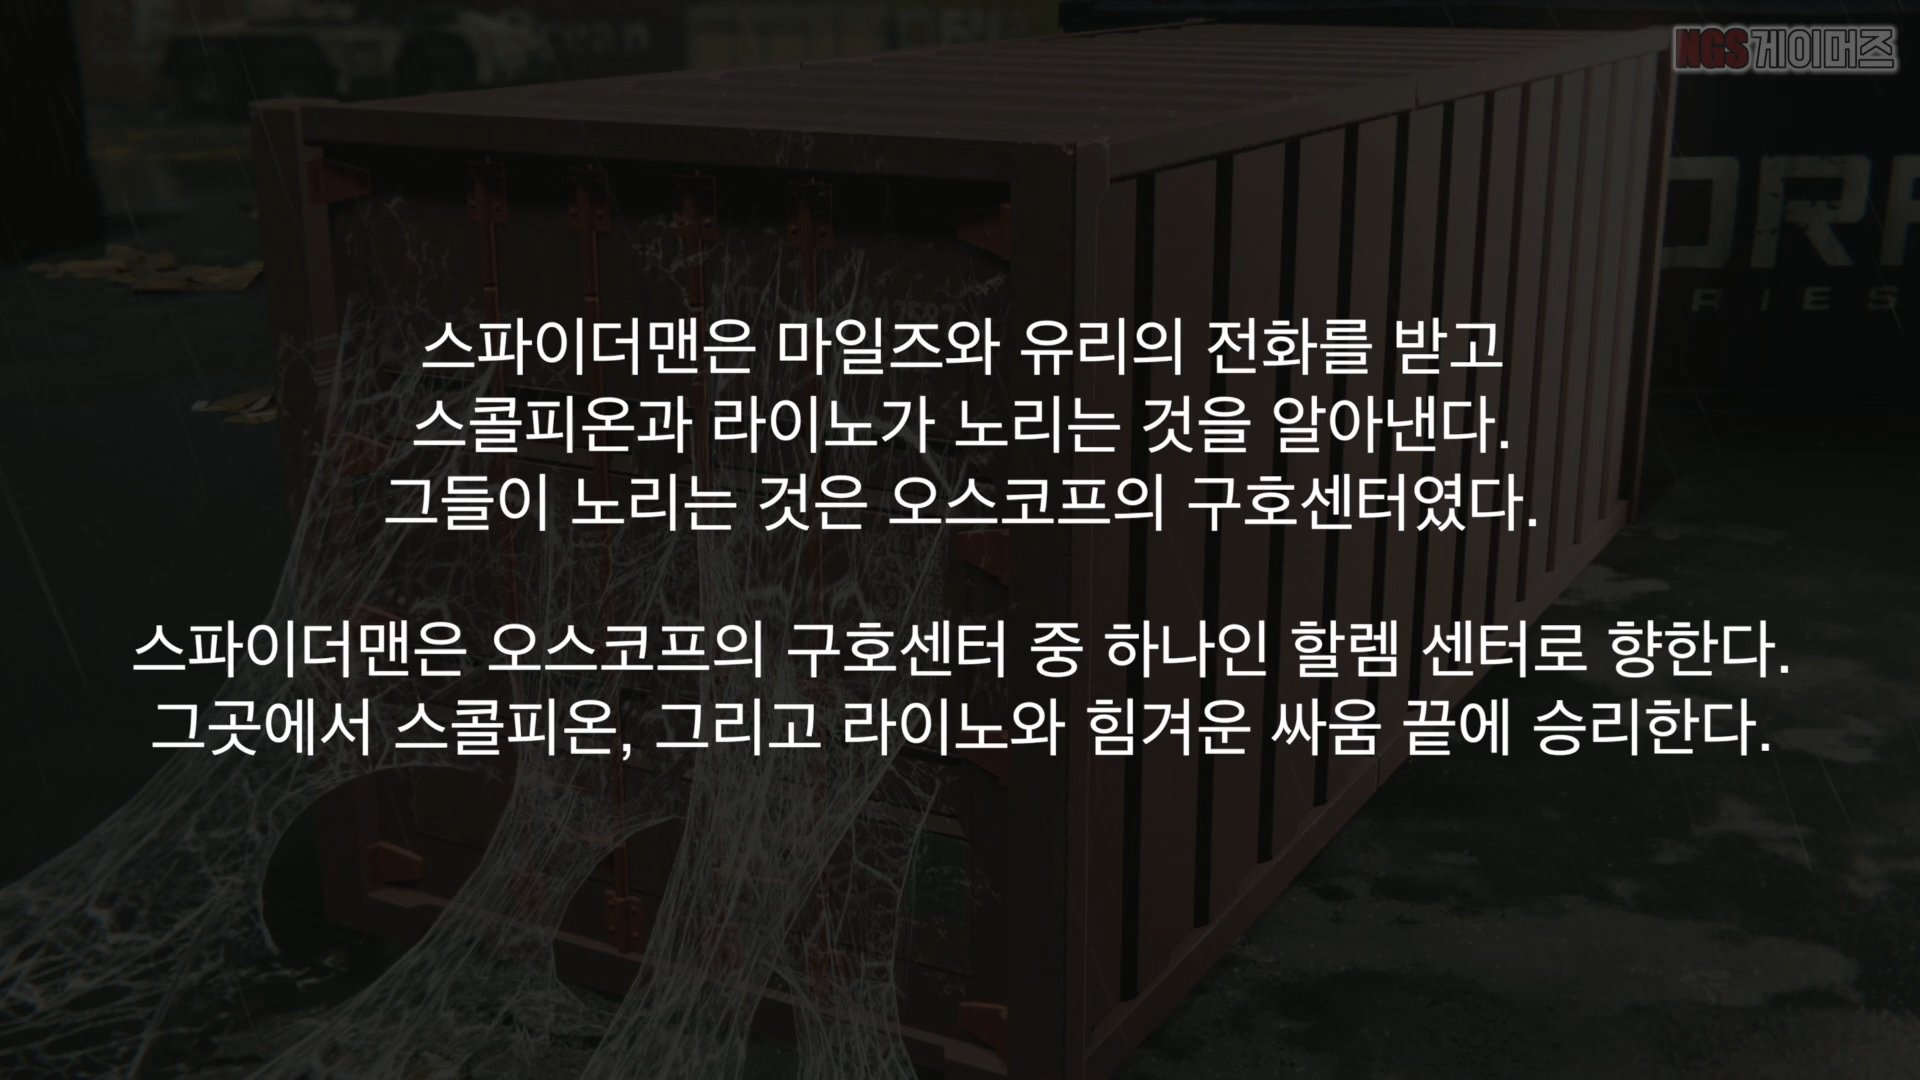 NGS게이머즈
스파이더맨은 마일즈와 유리의 전화를 받고
스콜피온과 라이노가 노리는 것을 알아낸다.
그들이 노리는 것은 오스코프의 구호센터였다.
스파이더맨은 오스코프의 구호센터 중 하나인 할렘 센터로 향한다.
그곳에서 스콜피온, 그리고 라이노와 힘겨운 싸움 끝에 승리한다.